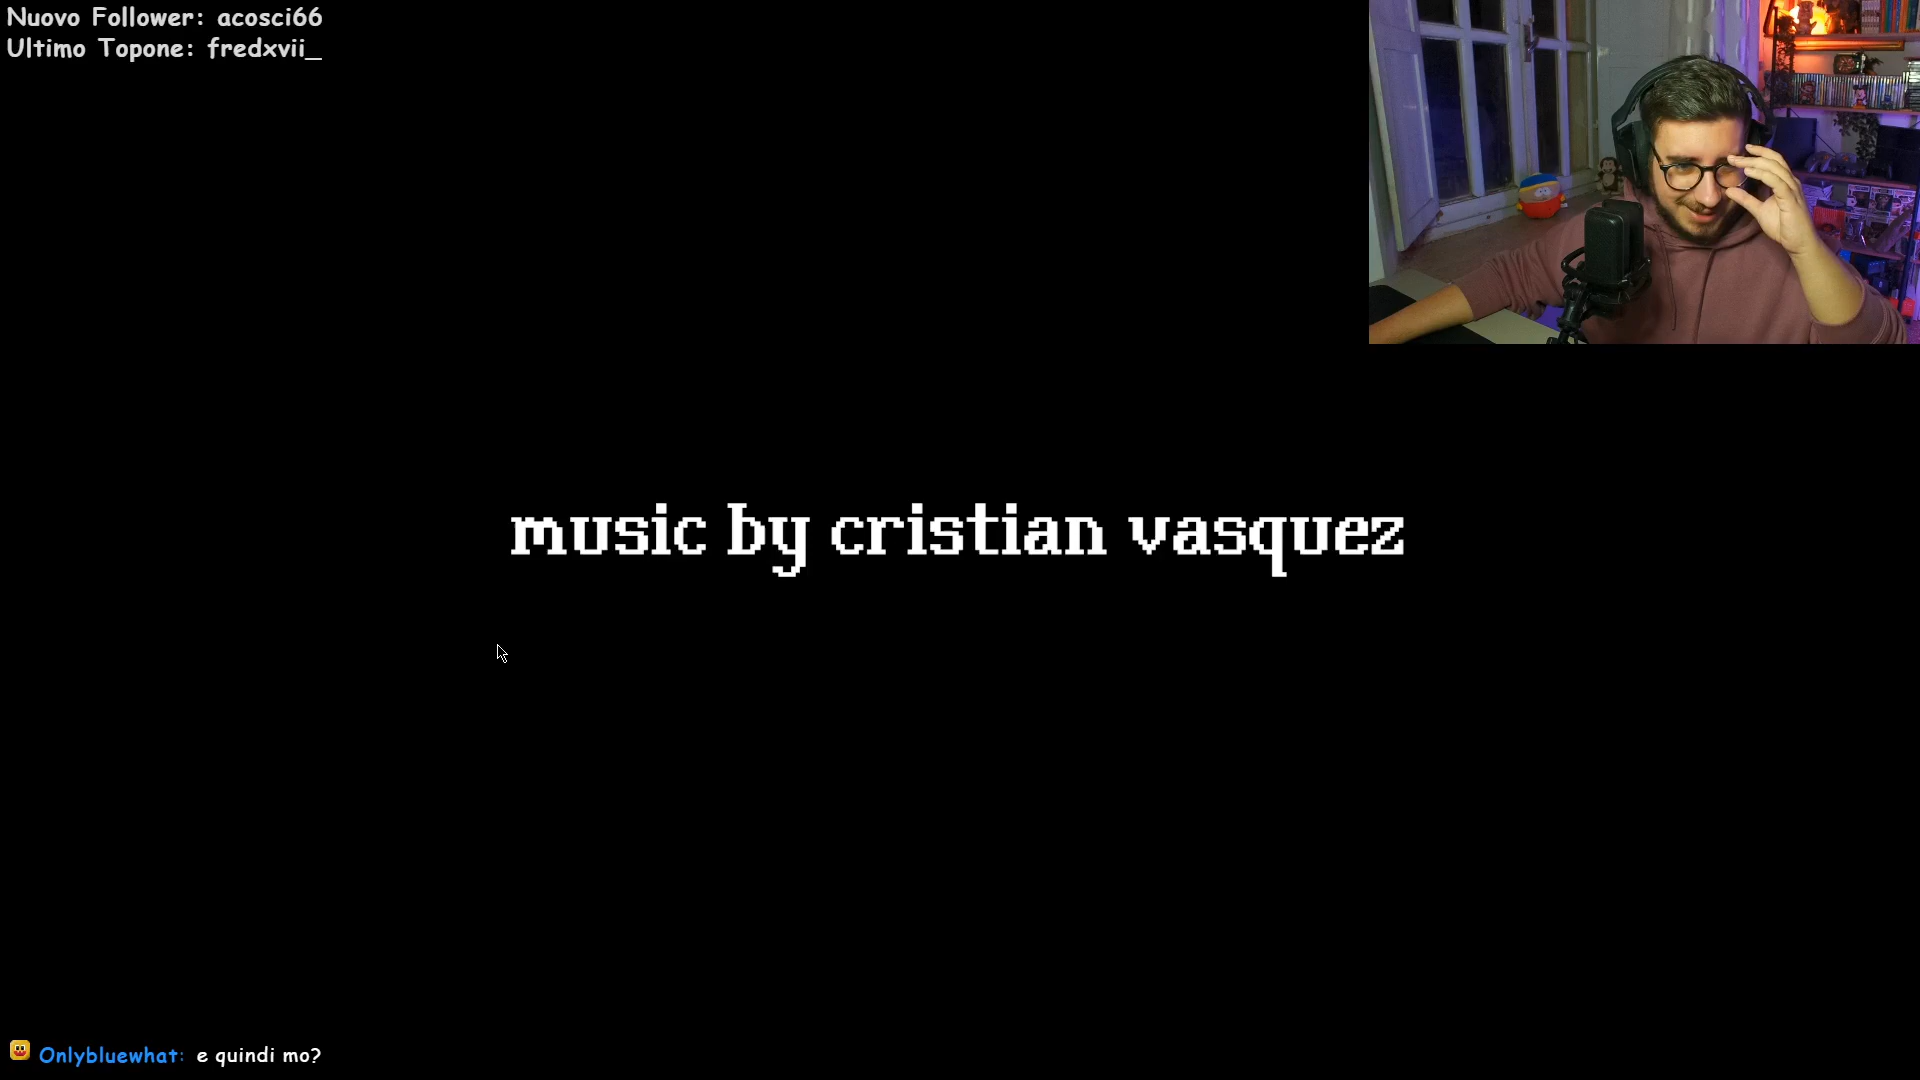 Nuovo Follower: acosci66
Ultimo Topone: fredxvii_
music by cristian vasquez
Onlybluewhat: e quindi mo?